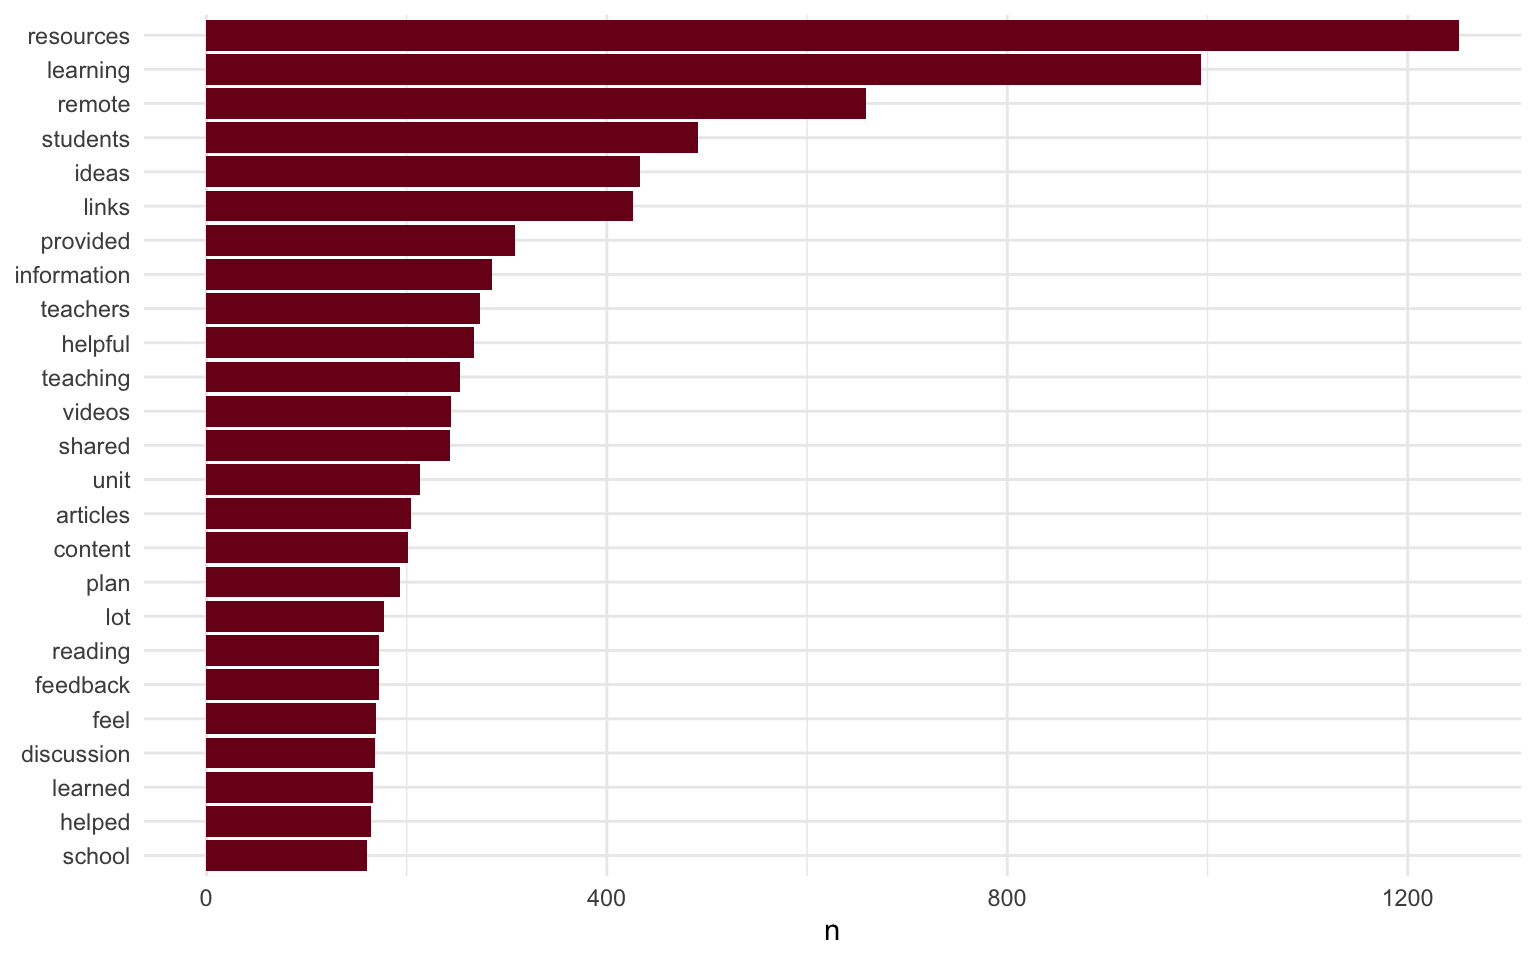 resources
learning
remote
students
ideas
links
provided
information
teachers
helpful
teaching
videos
shared
unit
articles
content
plan
lot
reading
feedback
feel
discussion
learned
helped
school
0 400 800 1200
n